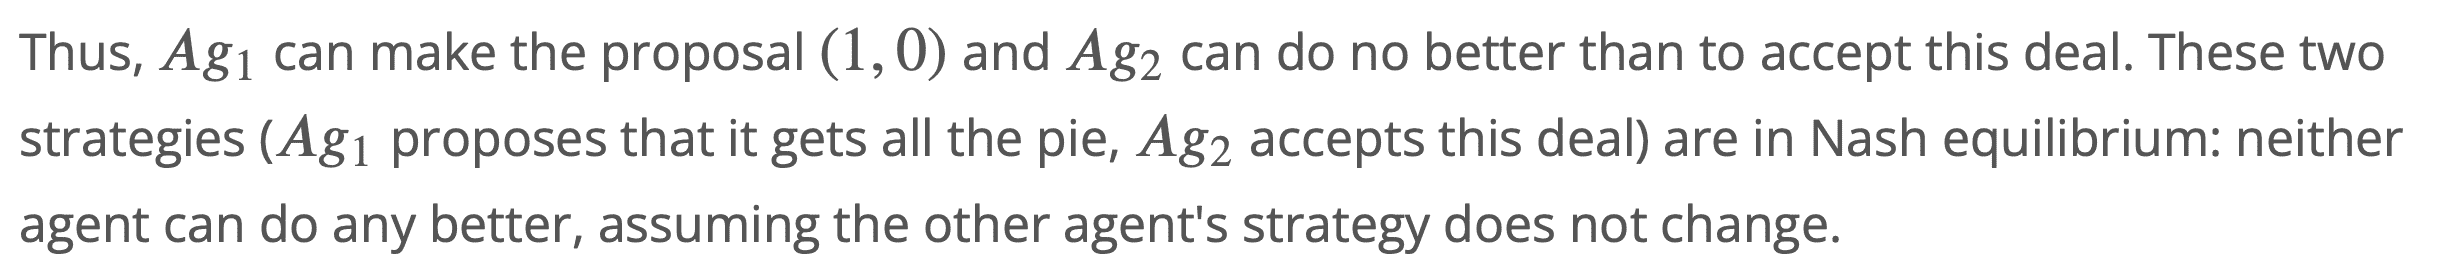 Thus, Ag₁ can make the proposal (1, 0) and Ag₂ can do no better than to accept this deal. These two
strategies (Ag₁ proposes that it gets all the pie, Ag₂ accepts this deal) are in Nash equilibrium: neither
agent can do any better, assuming the other agent's strategy does not change.